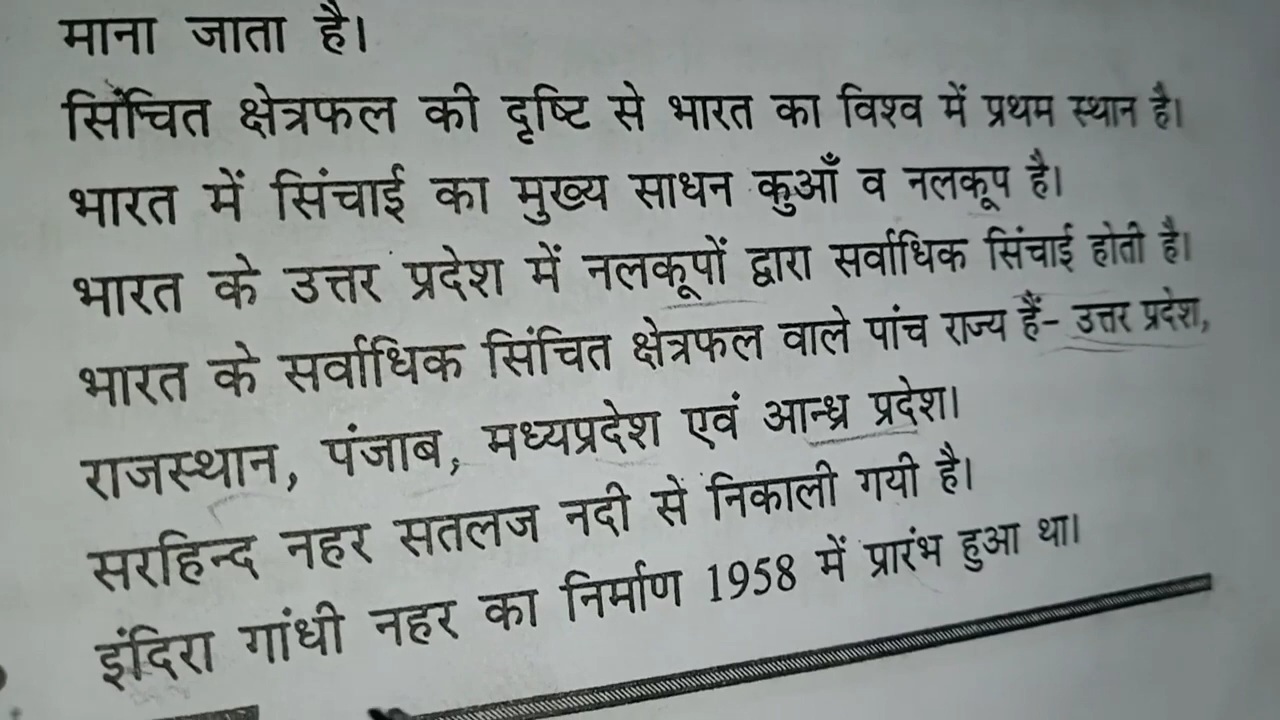 माना जाता है।
सिंचित क्षेत्रफल की दृष्टि से भारत का विश्व में प्रथम स्थान है।
भारत में सिंचाई का मुख्य साधन कुआँ व नलकूप है।
भारत के उत्तर प्रदेश में नलकूपों द्वारा सर्वाधिक सिंचाई होती है।
भारत के सर्वाधिक सिंचित क्षेत्रफल वाले पांच राज्य हैं- उत्तर प्रदेश,
राजस्थान, पंजाब, मध्यप्रदेश एवं आन्ध्र प्रदेश।
सरहिन्द नहर सतलज नदी से निकाली गयी है।
इंदिरा गांधी नहर का निर्माण 1958 में प्रारंभ हुआ था।